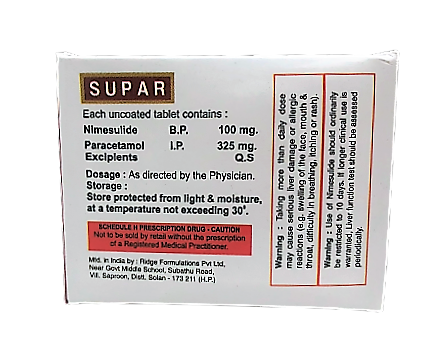 SUPAR
Each uncoated tablet contains :
Nimesulide B.P. 100 mg.
Paracetamol I.P. 325 mg.
Excipients Q.S
Dosage : As directed by the Physician.
Storage :
Store protected from light & moisture,
at a temperature not exceeding 30°.
SCHEDULE H PRESCRIPTION DRUG - CAUTION
Not to be sold by retail without the prescription
of a Registered Medical Practitioner.
Mfd. in India by : Ridge Formulations Pvt Ltd,
Near Govt Middle School, Subathu Road,
Vill. Saproon, Distt. Solan - 173 211 (H.P.)
Warning : Taking more than daily dose
may cause serious liver damage or allergic
reactions (e.g. swelling of the face, mouth &
throat, difficulty in breathing, itching or rash).
Warning : Use of Nimesulide should ordinarily
be restricted to 10 days. If longer clinical use is
warranted Liver function test should be assessed
periodically.